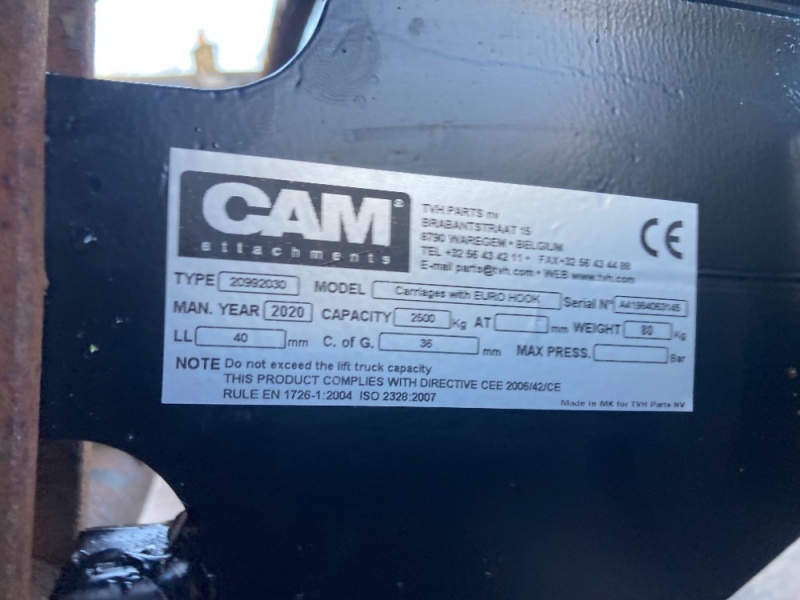 CAM®
attachments
TVH PARTS nv
BRABANTSTRAAT 15
8790 WAREGEM • BELGIUM
TEL +32 56 43 42 11 • FAX+32 56 43 44 88
E-mail parts@tvh.com • WEB www.tvh.com
CE
TYPE 20992030 MODEL Carriages with EURO HOOK Serial N° A41984063145
MAN. YEAR 2020 CAPACITY 2500 Kg AT mm WEIGHT 80 Kg
LL 40 mm C. of G. 36 mm MAX PRESS. Bar
NOTE Do not exceed the lift truck capacity
THIS PRODUCT COMPLIES WITH DIRECTIVE CEE 2006/42/CE
RULE EN 1726-1:2004 ISO 2328:2007
Made in MK for TVH Parts NV